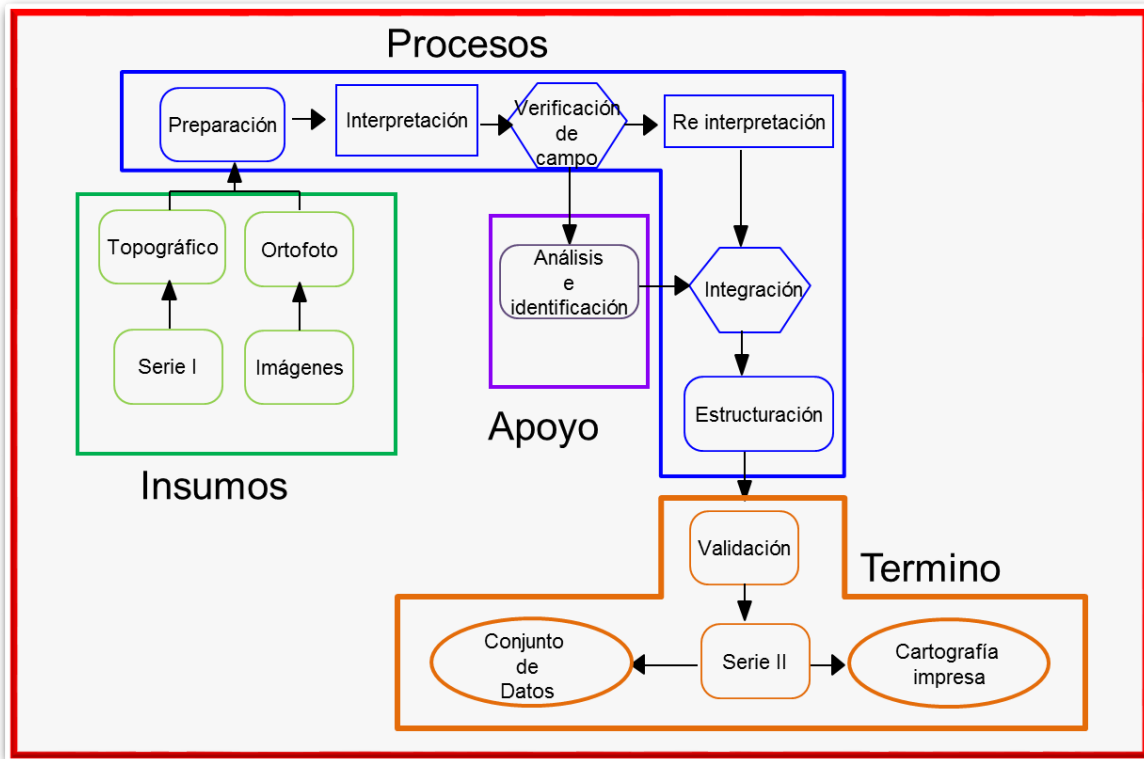 Procesos
Preparación
Interpretación
Verificación
de
campo
Re interpretación
Topográfico
Ortofoto
Serie I
Imágenes
Insumos
Análisis
e
identificación
Apoyo
Integración
Estructuración
Validación
Termino
Conjunto
de
Datos
Serie II
Cartografía
impresa